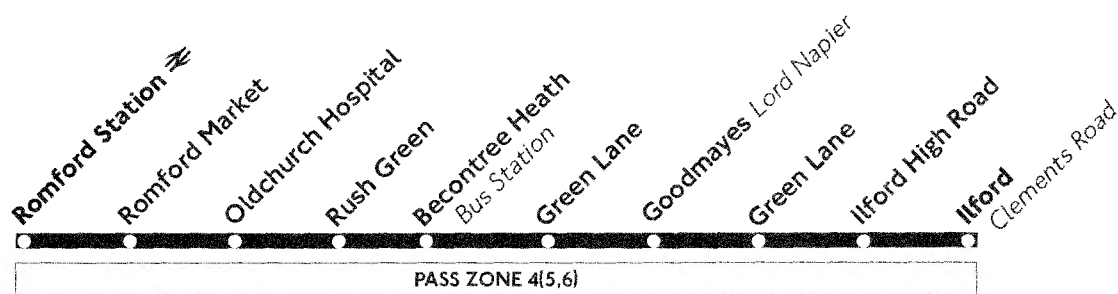 Romford Station
Romford Market
Oldchurch Hospital
Rush Green
Becontree Heath
Bus Station
Green Lane
Goodmayes Lord Napier
Green Lane
Ilford High Road
Ilford
Clements Road
PASS ZONE 4(5,6)